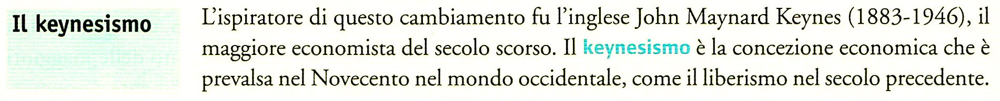 Il keynesismo
L'ispiratore di questo cambiamento fu l'inglese John Maynard Keynes (1883-1946), il
maggiore economista del secolo scorso. Il keynesismo è la concezione economica che è
prevalsa nel Novecento nel mondo occidentale, come il liberismo nel secolo precedente.